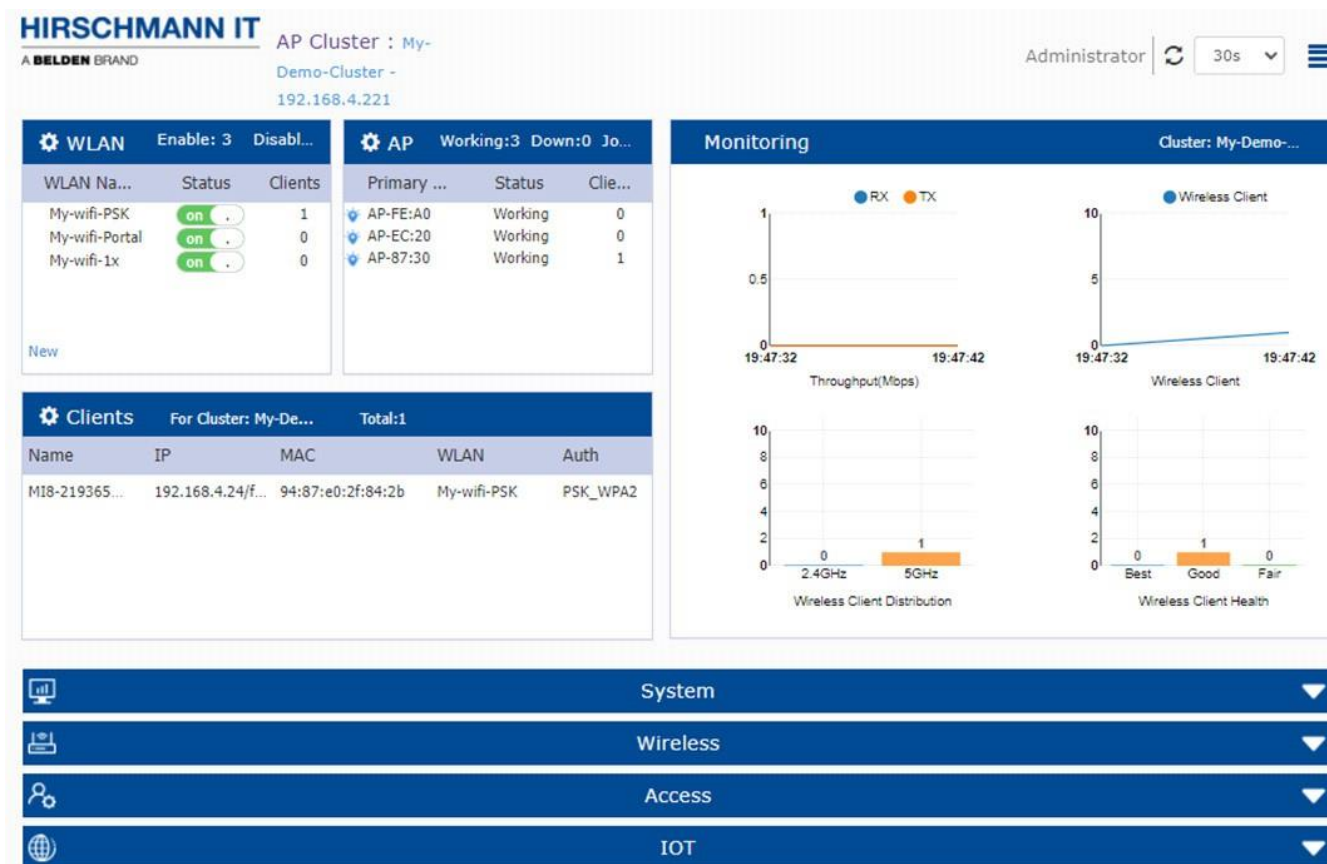 HIRSCHMANN IT
A BELDEN BRAND
AP Cluster : My-
Demo-Cluster -
192.168.4.221
Administrator 30s
WLAN Enable: 3 Disabl...
WLAN Na... Status Clients
My-wifi-PSK on . 1
My-wifi-Portal on . 0
My-wifi-1x on . 0
New
AP Working:3 Down:0 Jo...
Primary ... Status Clie...
AP-FE:A0 Working 0
AP-EC:20 Working 0
AP-87:30 Working 1
Clients For Cluster: My-De... Total:1
Name IP MAC WLAN Auth
MI8-219365... 192.168.4.24/f... 94:87:e0:2f:84:2b My-wifi-PSK PSK_WPA2
Monitoring Cluster: My-Demo-...
RX TX
1
0.5
0
19:47:32 19:47:42
Throughput(Mbps)
Wireless Client
10
5
0
19:47:32 19:47:42
Wireless Client
10
8
6
4
2
0
0 1
2.4GHz 5GHz
Wireless Client Distribution
10
8
6
4
2
0
0 1 0
Best Good Fair
Wireless Client Health
System
Wireless
Access
IOT